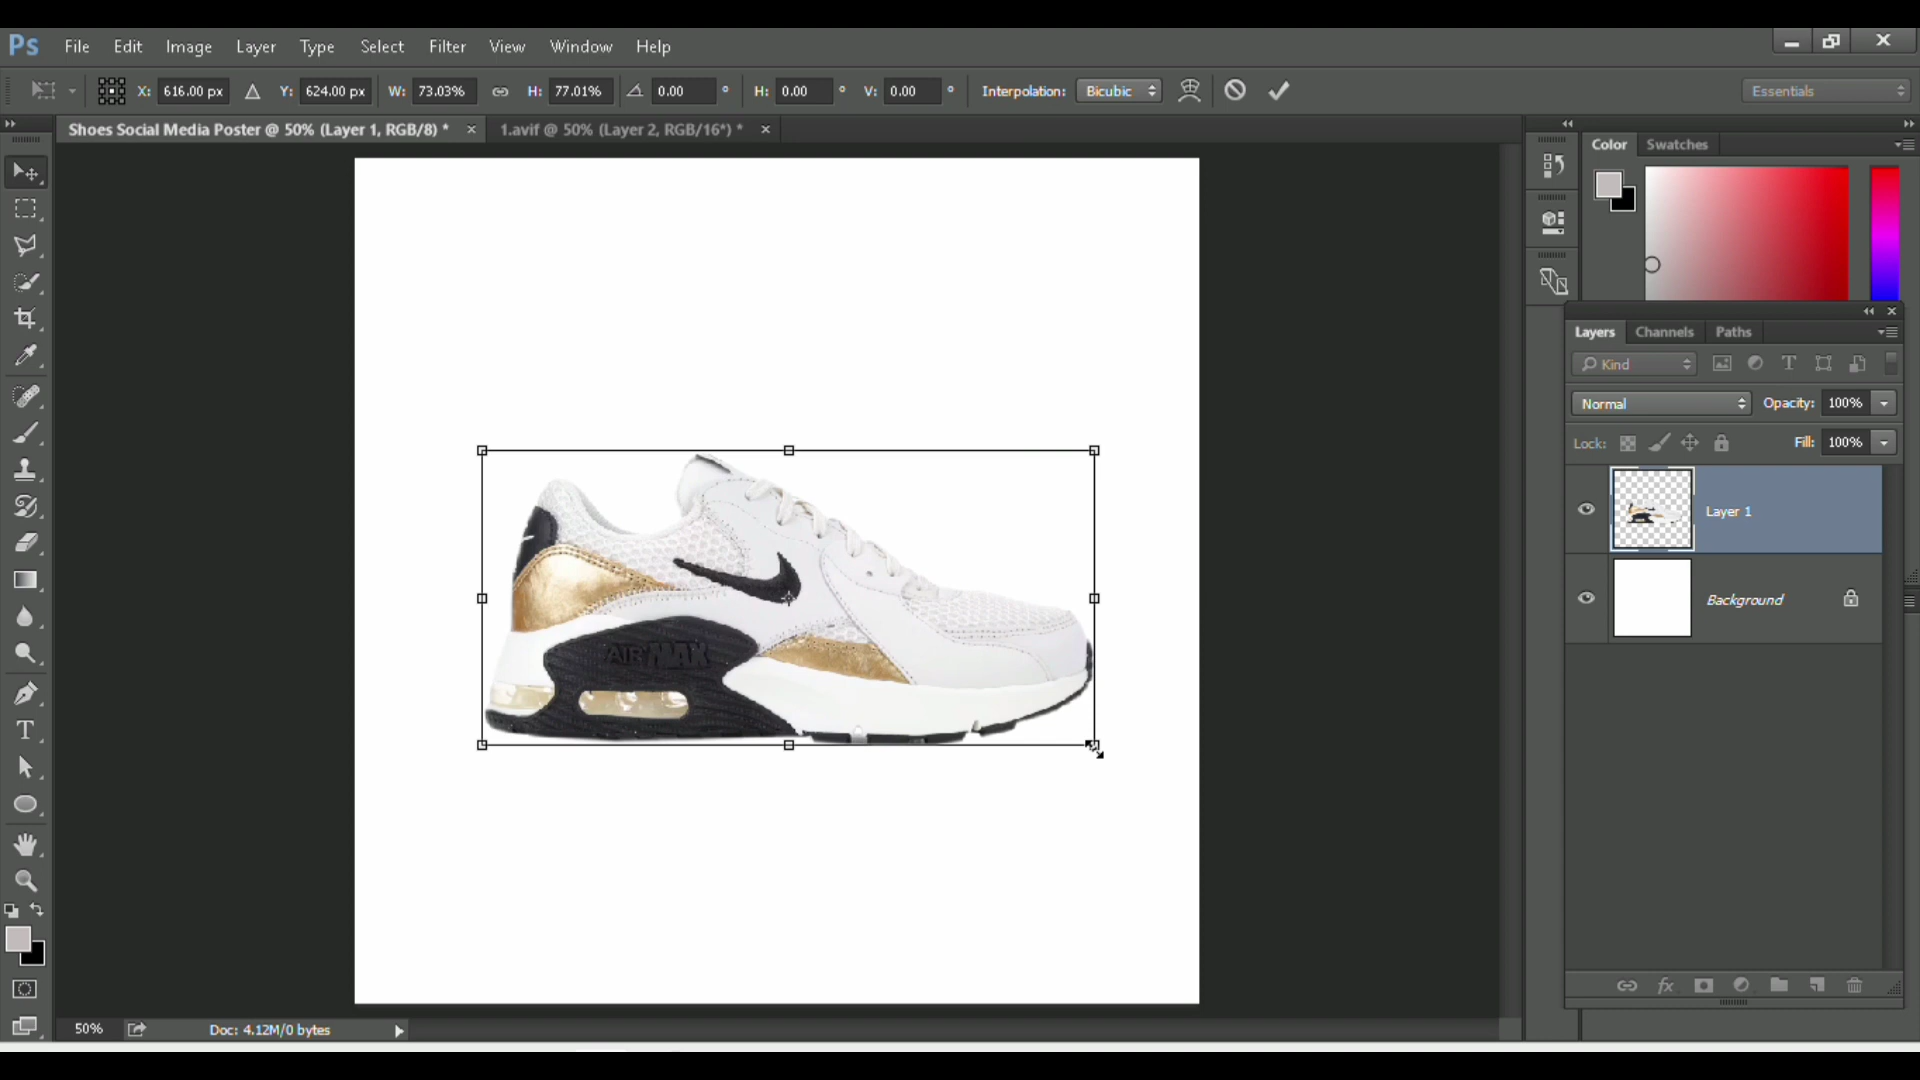 Ps File Edit Image Layer Type Select Filter View Window Help
X: 616.00 px Y: 624.00 px W: 73.03% H: 77.01% 0.00 ° H: 0.00 ° V: 0.00 ° Interpolation: Bicubic Essentials
Shoes Social Media Poster @ 50% (Layer 1, RGB/8) * × 1.avif @ 50% (Layer 2, RGB/16*) * ×
Color Swatches
Layers Channels Paths
Kind
Normal Opacity: 100%
Lock: Fill: 100%
Layer 1
Background
AIR MAX
50% Doc: 4.12M/0 bytes